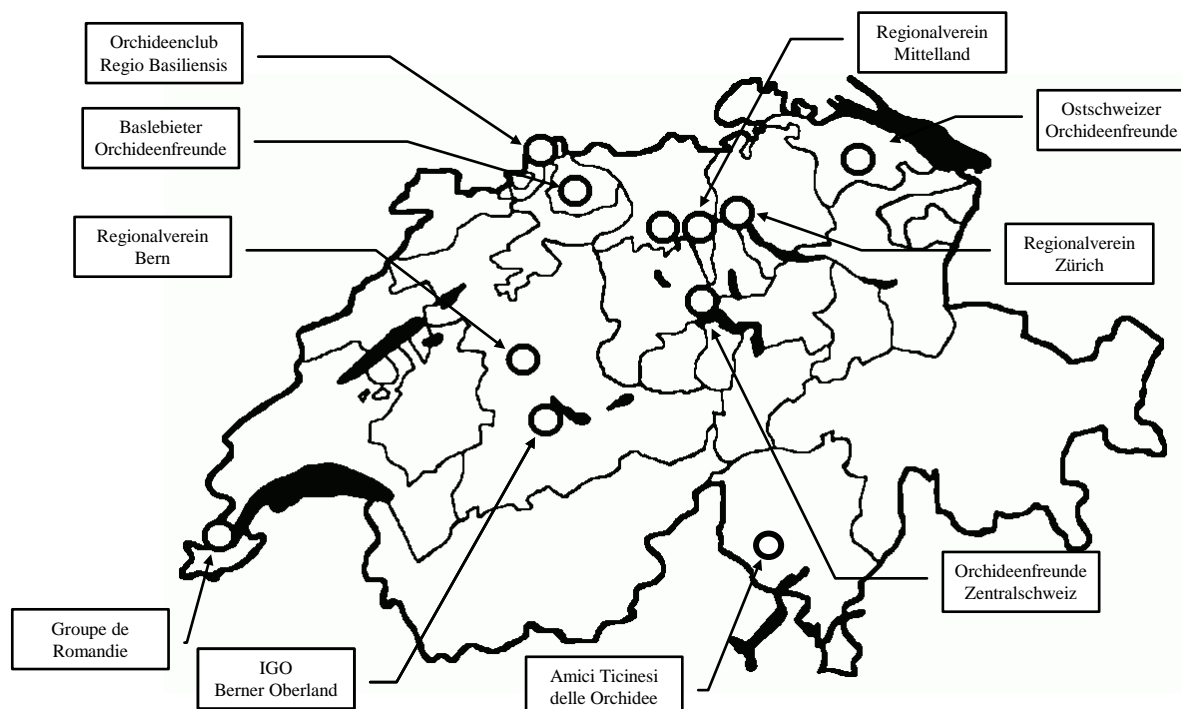 Orchideenclub
Regio Basiliensis
Regionalverein
Mittelland
Baslebieter
Orchideenfreunde
Ostschweizer
Orchideenfreunde
Regionalverein
Bern
Regionalverein
Zürich
Orchideenfreunde
Zentralschweiz
Groupe de
Romandie
IGO
Berner Oberland
Amici Ticinesi
delle Orchidee